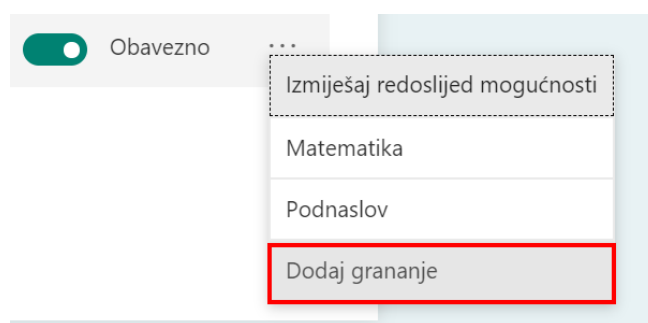 Obavezno ...
Izmiješaj redoslijed mogućnosti
Matematika
Podnaslov
Dodaj grananje